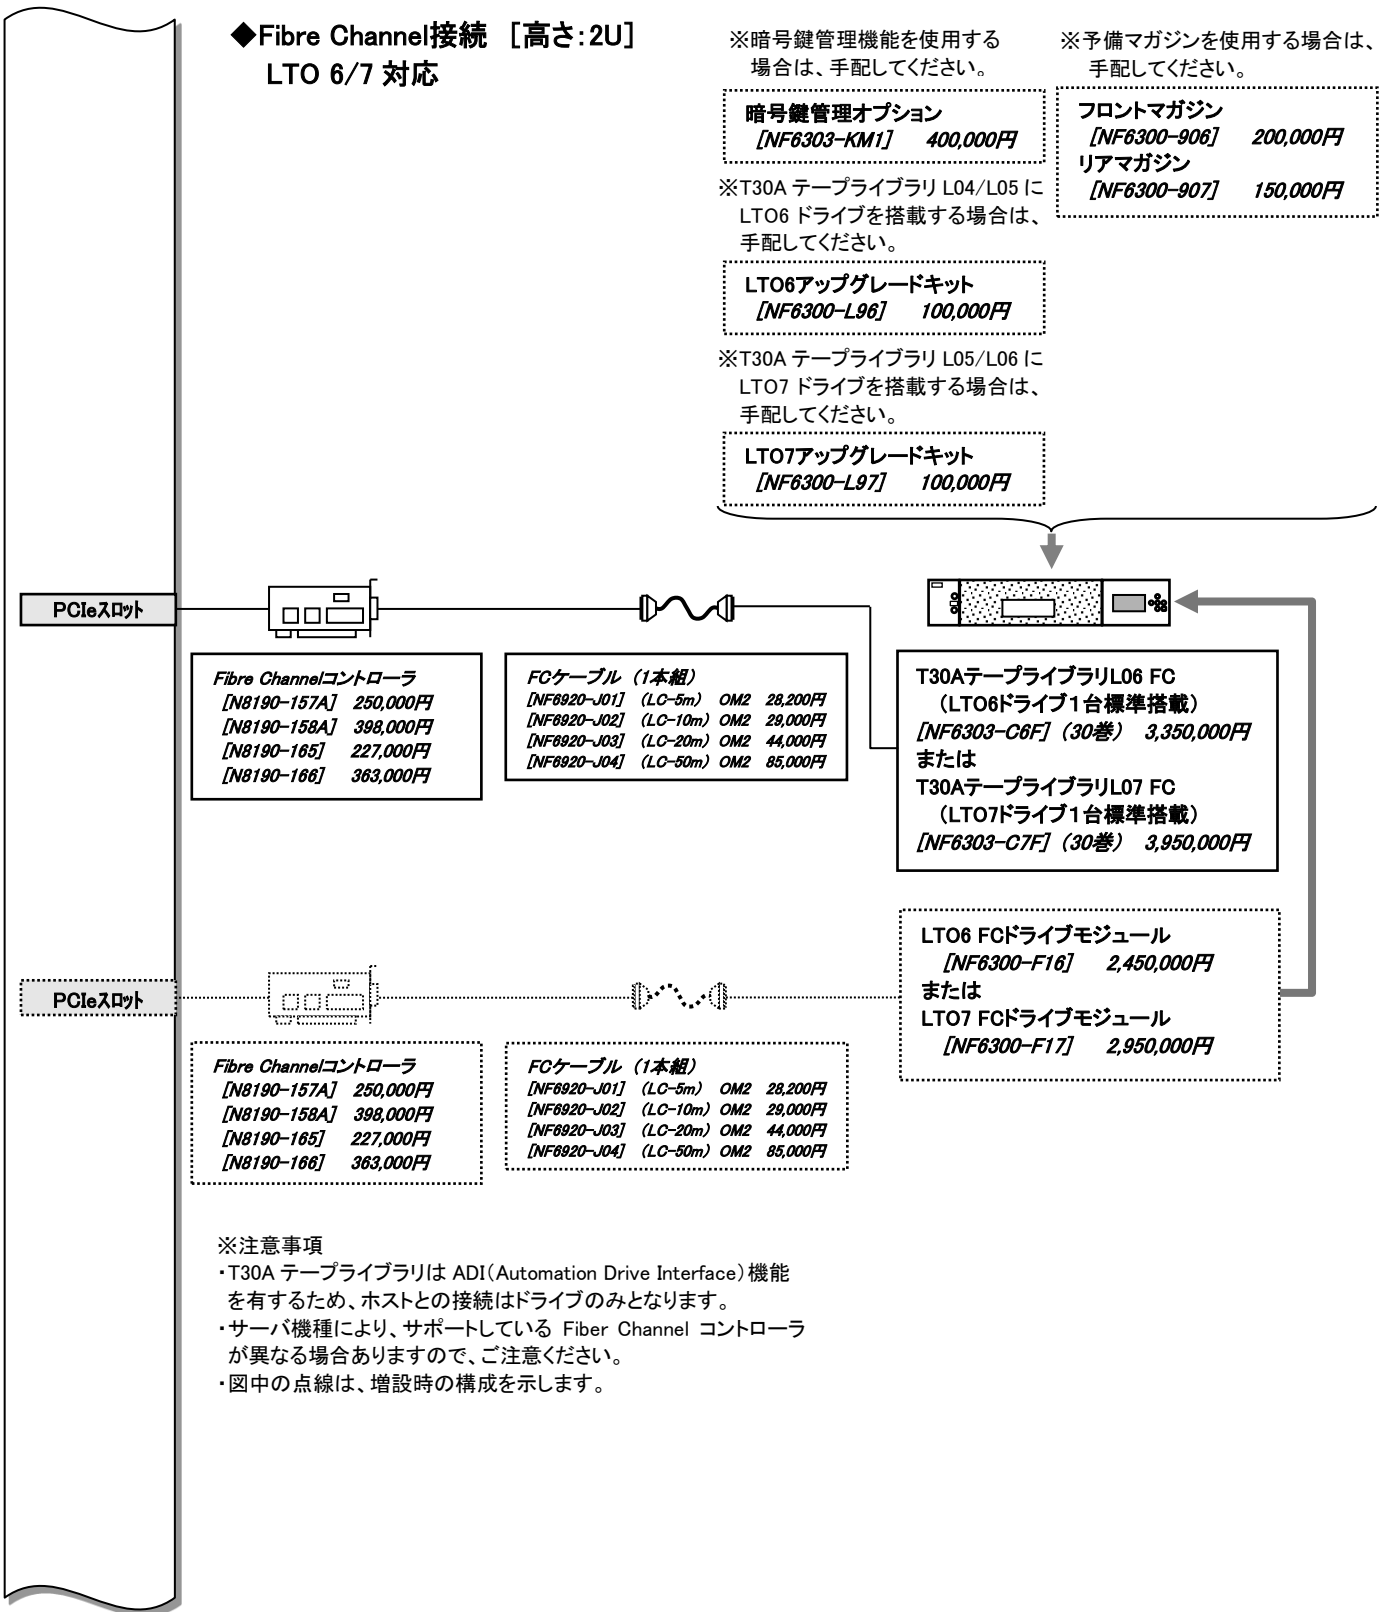 ◆Fibre Channel接続 [高さ:2U]
LTO 6/7 対応
※暗号鍵管理機能を使用する
場合は、手配してください。
暗号鍵管理オプション
[NF6303-KM1] 400,000円
※予備マガジンを使用する場合は、
手配してください。
フロントマガジン
[NF6300-906] 200,000円
リアマガジン
[NF6300-907] 150,000円
※T30A テープライブラリ L04/L05 に
LTO6 ドライブを搭載する場合は、
手配してください。
LTO6アップグレードキット
[NF6300-L96] 100,000円
※T30A テープライブラリ L05/L06 に
LTO7 ドライブを搭載する場合は、
手配してください。
LTO7アップグレードキット
[NF6300-L97] 100,000円
PCIeスロット
Fibre Channelコントローラ
[N8190-157A] 250,000円
[N8190-158A] 398,000円
[N8190-165] 227,000円
[N8190-166] 363,000円
FCケーブル (1本組)
[NF6920-J01] (LC-5m) OM2 28,200円
[NF6920-J02] (LC-10m) OM2 29,000円
[NF6920-J03] (LC-20m) OM2 44,000円
[NF6920-J04] (LC-50m) OM2 85,000円
T30AテープライブラリL06 FC
(LTO6ドライブ1台標準搭載)
[NF6303-C6F] (30巻) 3,350,000円
または
T30AテープライブラリL07 FC
(LTO7ドライブ1台標準搭載)
[NF6303-C7F] (30巻) 3,950,000円
PCIeスロット
Fibre Channelコントローラ
[N8190-157A] 250,000円
[N8190-158A] 398,000円
[N8190-165] 227,000円
[N8190-166] 363,000円
FCケーブル (1本組)
[NF6920-J01] (LC-5m) OM2 28,200円
[NF6920-J02] (LC-10m) OM2 29,000円
[NF6920-J03] (LC-20m) OM2 44,000円
[NF6920-J04] (LC-50m) OM2 85,000円
LTO6 FCドライブモジュール
[NF6300-F16] 2,450,000円
または
LTO7 FCドライブモジュール
[NF6300-F17] 2,950,000円
※注意事項
・T30A テープライブラリは ADI(Automation Drive Interface)機能
を有するため、ホストとの接続はドライブのみとなります。
・サーバ機種により、サポートしている Fiber Channel コントローラ
が異なる場合ありますので、ご注意ください。
・図中の点線は、増設時の構成を示します。